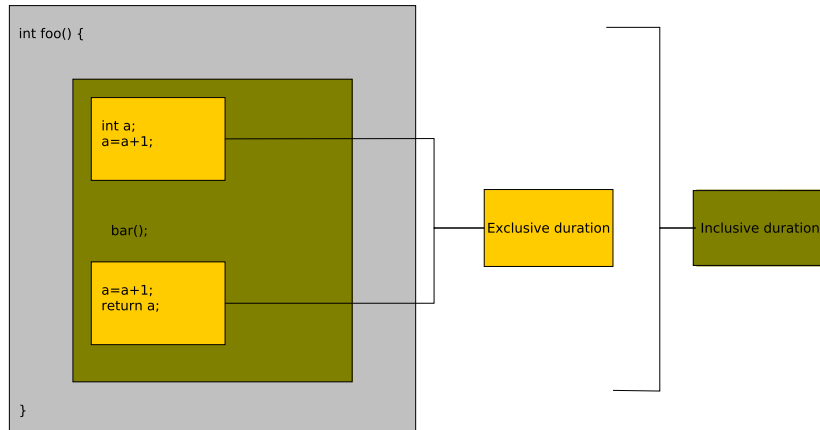 int foo() {
int a;
a=a+1;
bar();
a=a+1;
return a;
}
Exclusive duration
Inclusive duration